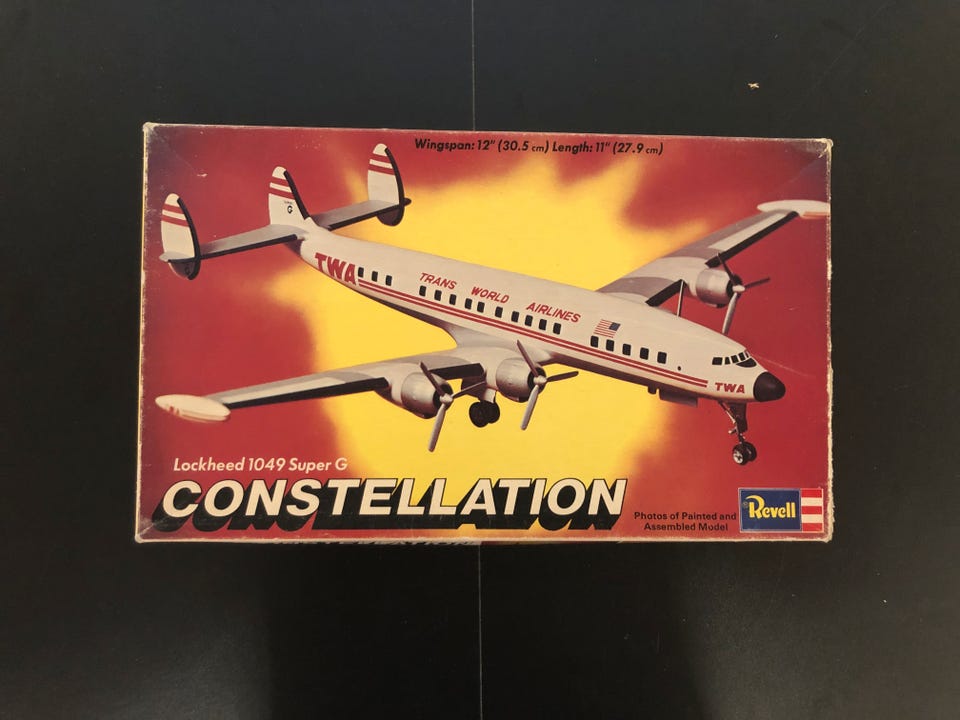 Wingspan: 12" (30.5 cm) Length: 11" (27.9 cm)
G
TWA
TRANS WORLD AIRLINES
TWA
Lockheed 1049 Super G
CONSTELLATION
Photos of Painted and
Assembled Model
® Revell